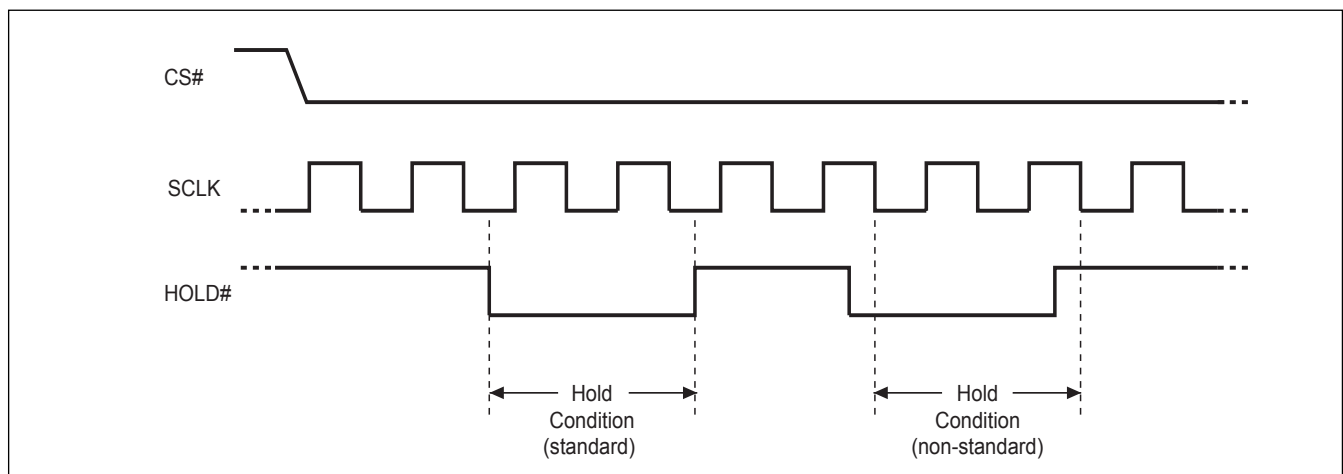 CS#
SCLK
HOLD#
Hold
Condition
(standard)
Hold
Condition
(non-standard)